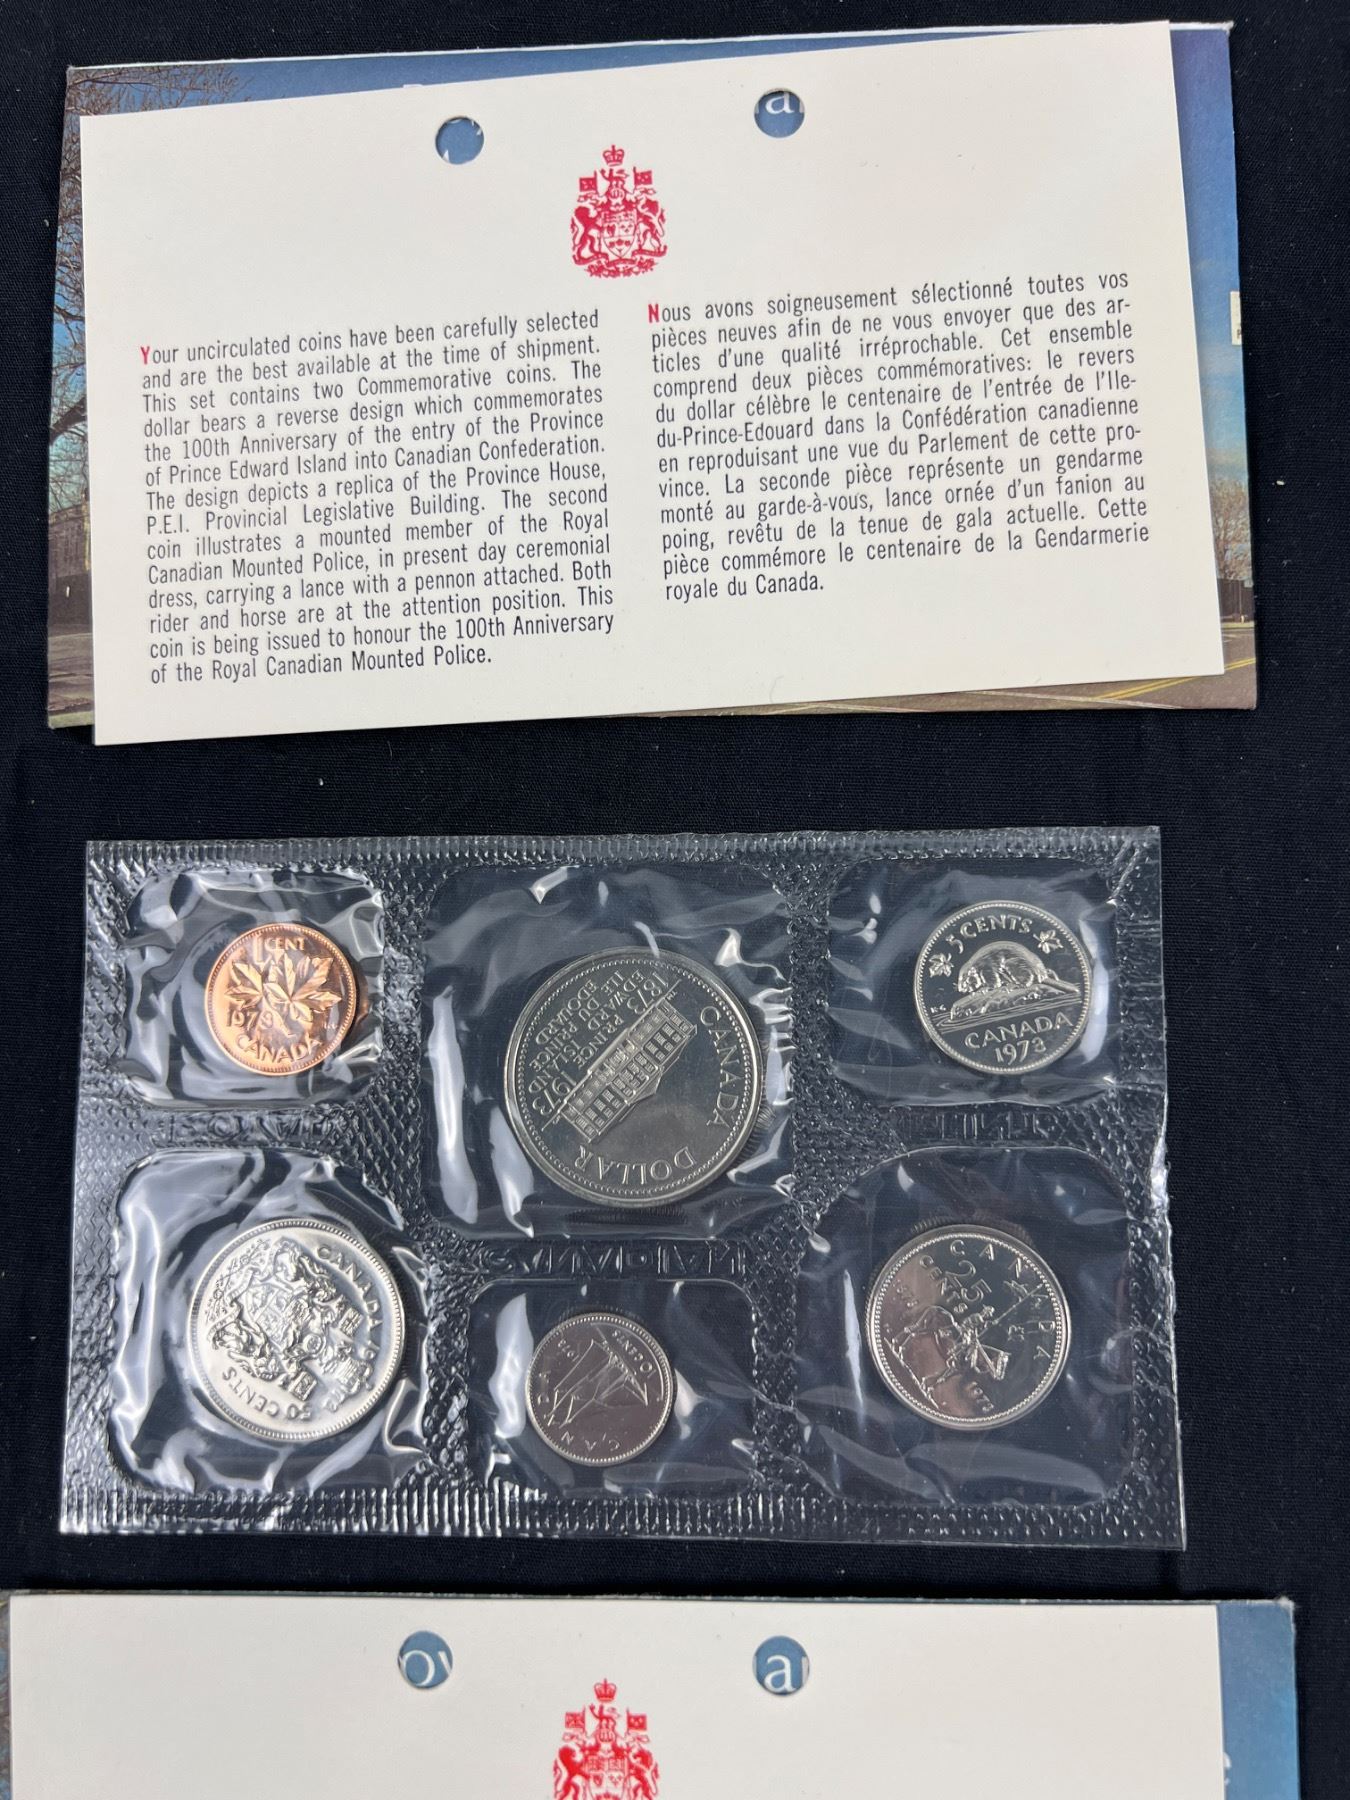 a
Your uncirculated coins have been carefully selected
and are the best available at the time of shipment.
This set contains two Commemorative coins. The
dollar bears a reverse design which commemorates
the 100th Anniversary of the entry of the Province
of Prince Edward Island into Canadian Confederation.
The design depicts a replica of the Province House,
P.E.I. Provincial Legislative Building. The second
coin illustrates a mounted member of the Royal
Canadian Mounted Police, in present day ceremonial
dress, carrying a lance with a pennon attached. Both
rider and horse are at the attention position. This
coin is being issued to honour the 100th Anniversary
of the Royal Canadian Mounted Police.
Nous avons soigneusement sélectionné toutes vos
pièces neuves afin de ne vous envoyer que des ar-
ticles d'une qualité irréprochable. Cet ensemble
comprend deux pièces commémoratives: le revers
du dollar célèbre le centenaire de l'entrée de l'Ile-
du-Prince-Edouard dans la Confédération canadienne
en reproduisant une vue du Parlement de cette pro-
vince. La seconde pièce représente un gendarme
monté au garde-à-vous, lance ornée d'un fanion au
poing, revêtu de la tenue de gala actuelle. Cette
pièce commémore le centenaire de la Gendarmerie
royale du Canada.
1 CENT
1973
CANADA
CANADA
1873 1973
PRINCE
EDWARD ISLAND
ILE DU PRINCE
EDOUARD
DOLLAR
5 CENTS
CANADA
1973
CANADA
50 CENTS
10 CENTS
CANADA
CANADA
25
CENTS
1873
1973
ov
a